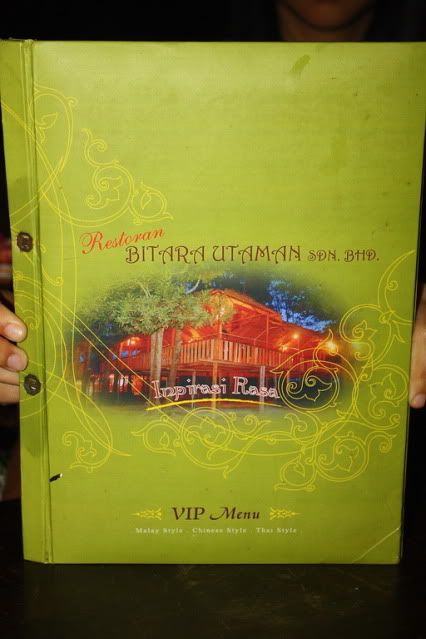 Restoran
BITARA UTAMAN SDN. BHD.
Inpirasi Rasa
VIP Menu
Malay Style . Chinese Style . Thai Style .